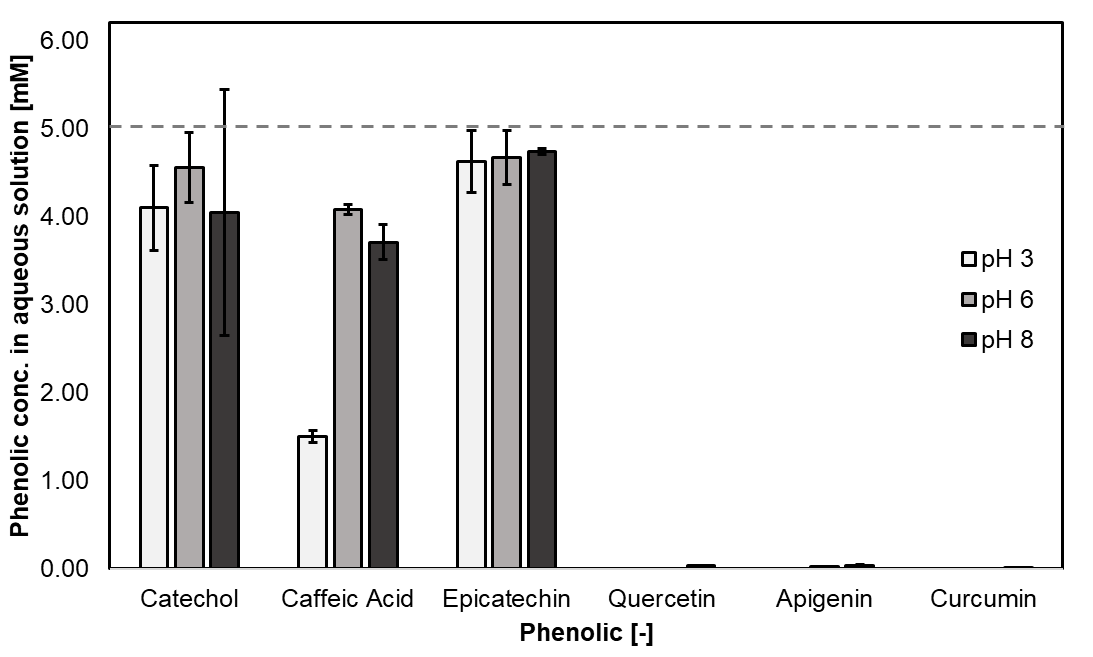 Phenolic conc. in aqueous solution [mM]
6.00
5.00
4.00
3.00
2.00
1.00
0.00
pH 3
pH 6
pH 8
Catechol Caffeic Acid Epicatechin Quercetin Apigenin Curcumin
Phenolic [-]